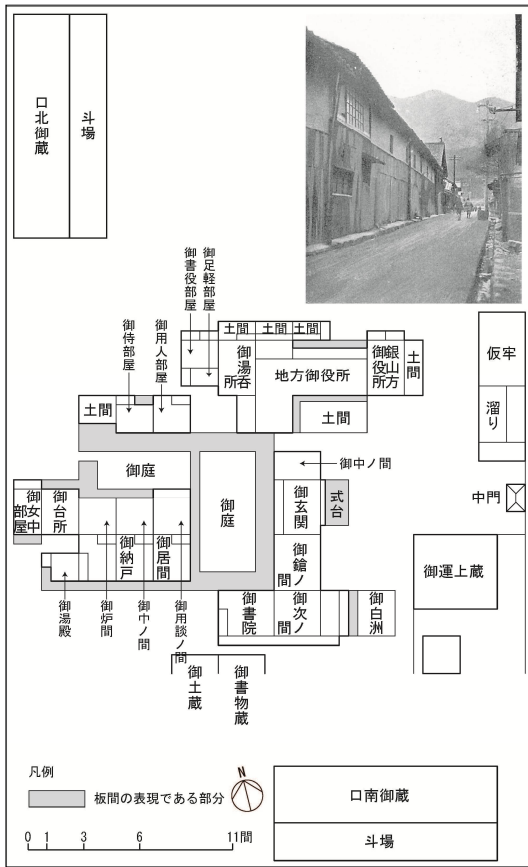 口北御蔵
斗場
御書役部屋
御足軽部屋
御侍部屋
御用人部屋
土間
土間
土間
御湯呑所
地方御役所
銀山方御役所
土間
仮牢
溜り
土間
土間
御中ノ間
御庭
御庭
御玄関
式台
中門
御女中部屋
御台所
御納戸
御居間
御鎗ノ間
御運上蔵
御湯殿
御炉間
御中ノ間
御用談ノ間
御書院
御次ノ間
御白洲
御土蔵
御書物蔵
凡例
板間の表現である部分
N
口南御蔵
斗場
0 1 3 6 11間